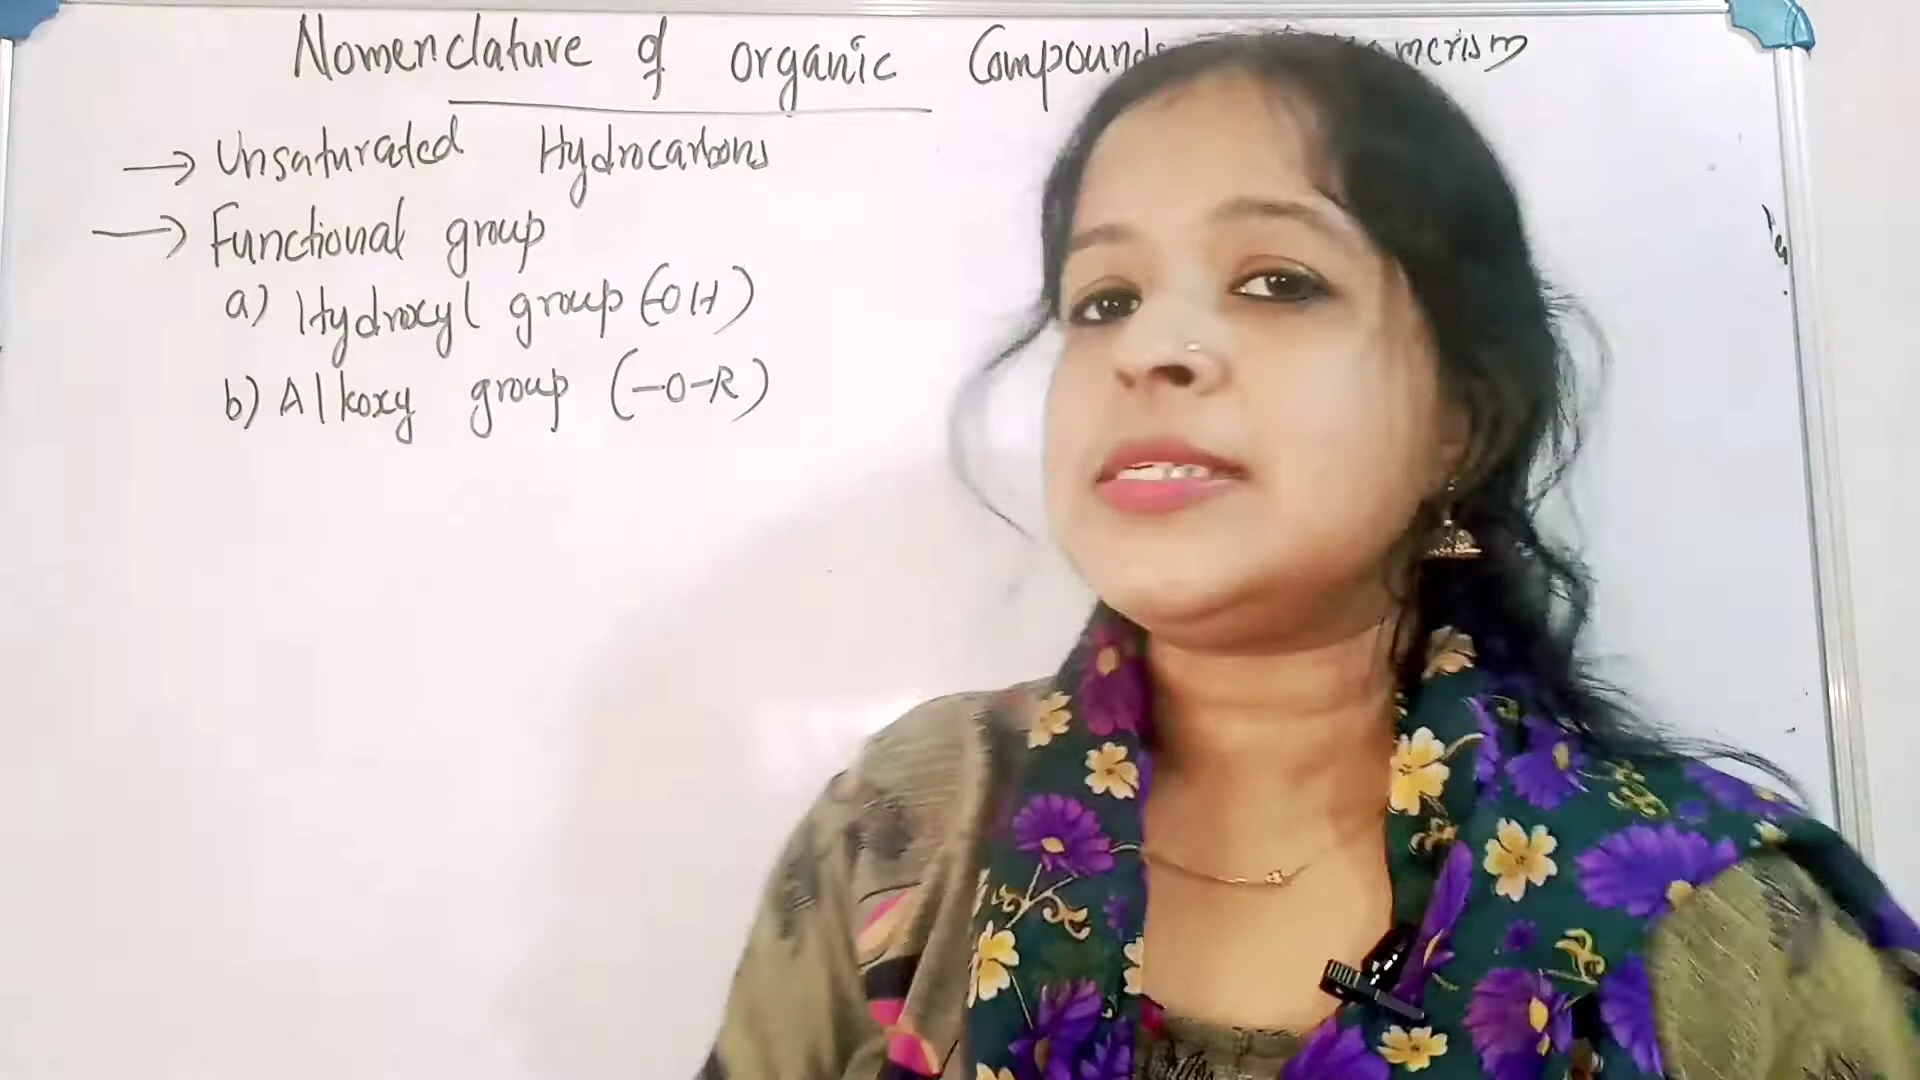 Nomenclature of organic Compounds
→ Unsaturated Hydrocarbons
→ Functional group
a) Hydroxyl group (-OH)
b) Alkoxy group (-O-R)